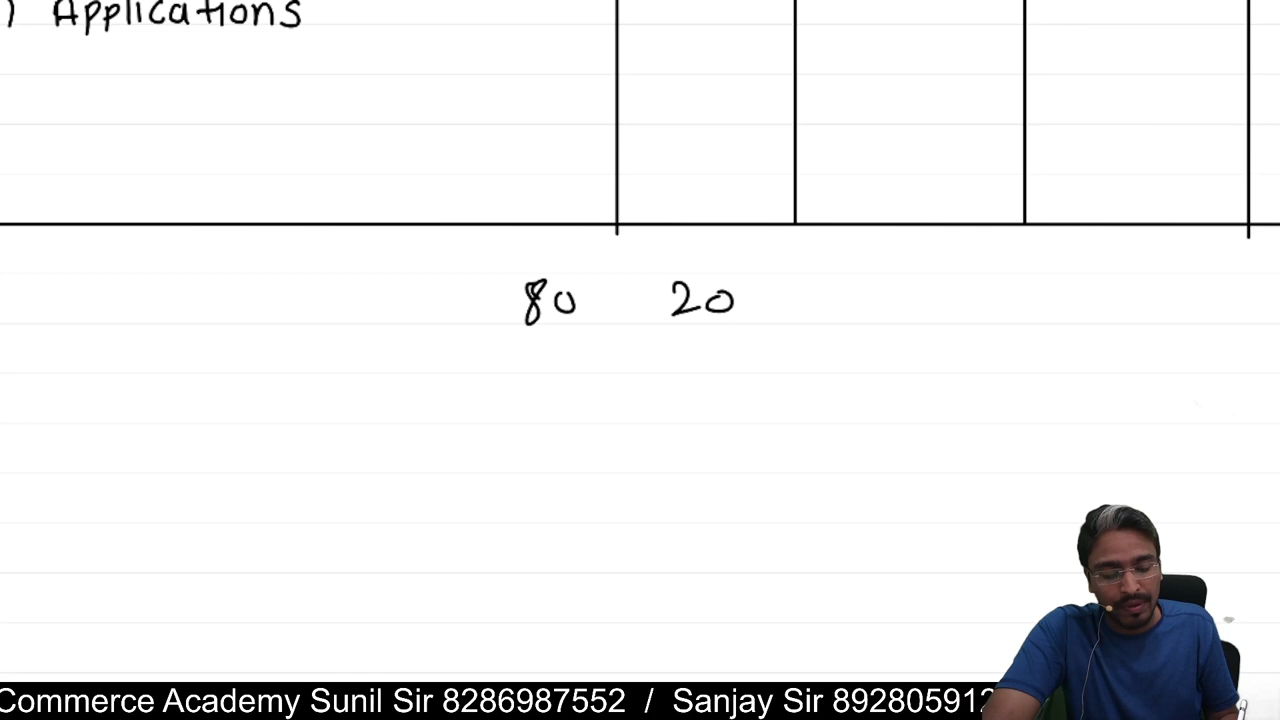 ) Applications
80 20
Commerce Academy Sunil Sir 8286987552 / Sanjay Sir 892805912